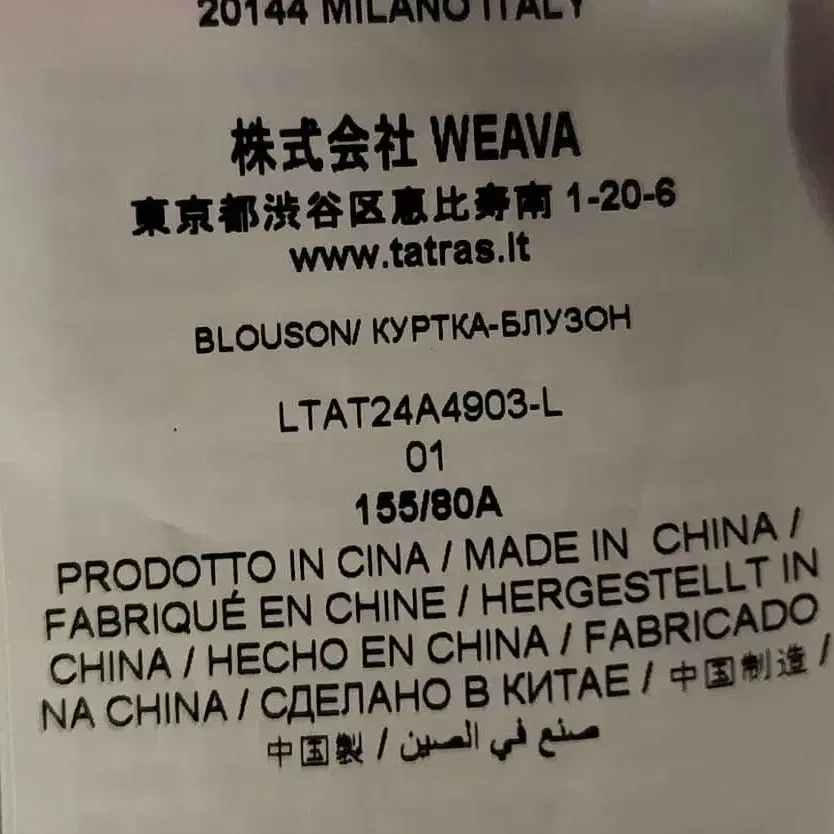 20144 MILANO ITALY
株式会社 WEAVA
東京都渋谷区恵比寿南 1-20-6
www.tatras.It
BLOUSON/ КУРТКА-БЛУЗОН
LTAT24A4903-L
01
155/80A
PRODOTTO IN CINA / MADE IN CHINA /
FABRIQUÉ EN CHINE / HERGESTELLT IN
CHINA / HECHO EN CHINA / FABRICADO
NA CHINA / СДЕЛАНО В КИТАЕ / 中国制造 /
中国製 / صنع في الصين